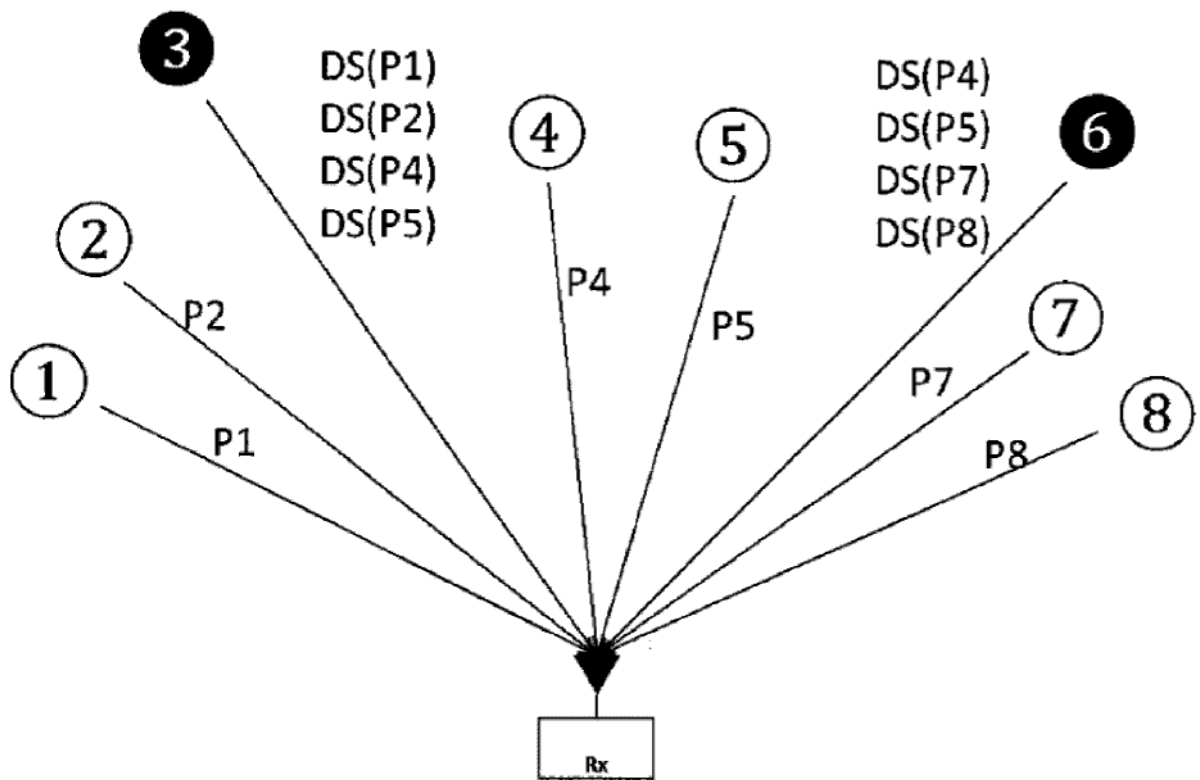 3
DS(P1)
DS(P2)
DS(P4)
DS(P5)
4
5
DS(P4)
DS(P5)
DS(P7)
DS(P8)
6
2
P2
P4
P5
7
1
P1
P7
8
P8
Rx